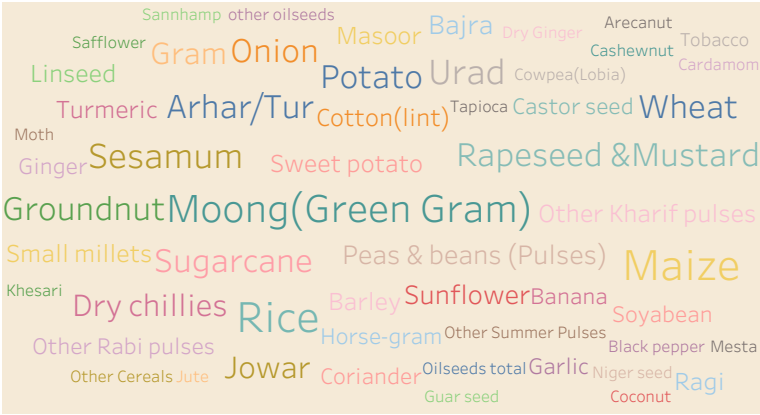 Sannhamp other oilseeds Arecanut
Safflower Gram Onion Masoor Bajra Dry Ginger Cashewnut Tobacco
Linseed Potato Urad Cowpea(Lobia) Cardamom
Turmeric Arhar/Tur Cotton(lint) Tapioca Castor seed Wheat
Moth
Ginger Sesamum Sweet potato Rapeseed &Mustard
Groundnut Moong(Green Gram) Other Kharif pulses
Small millets Sugarcane Peas & beans (Pulses) Maize
Khesari Dry chillies Rice Barley Sunflower Banana Soyabean
Other Rabi pulses Horse-gram Other Summer Pulses Black pepper Mesta
Other Cereals Jute Jowar Coriander Oilseeds total Garlic Niger seed Ragi
Guar seed Coconut